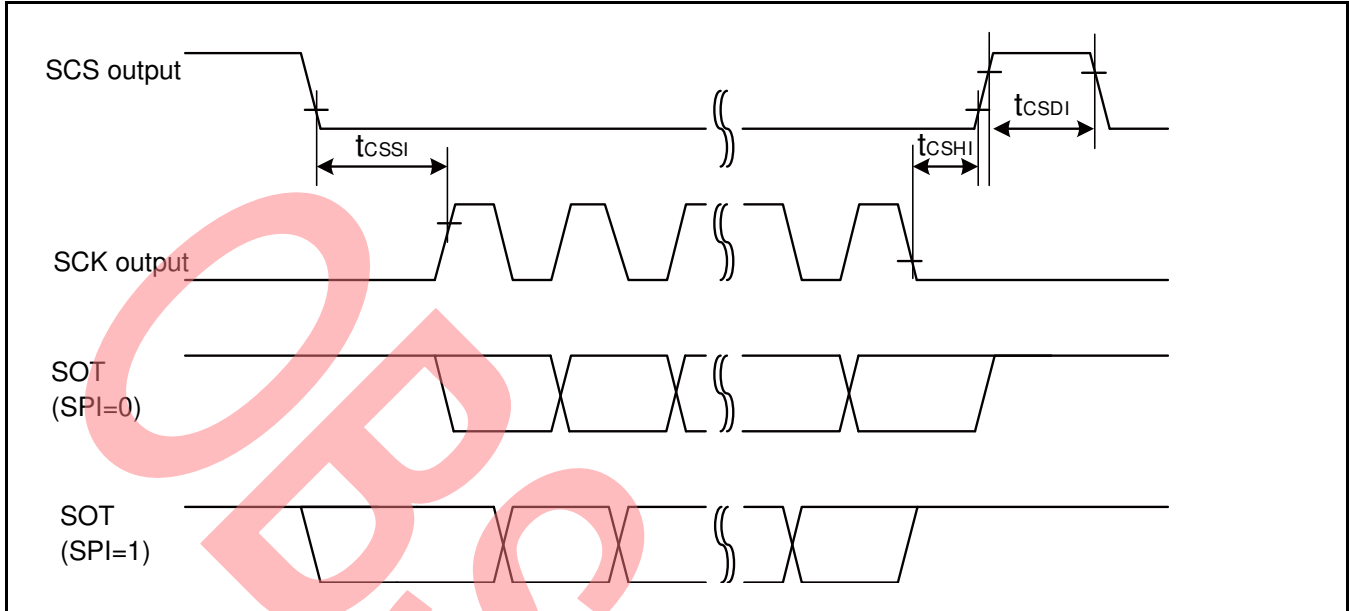 SCS output
tCSSI
tCSHI
tCSDI
SCK output
SOT
(SPI=0)
SOT
(SPI=1)